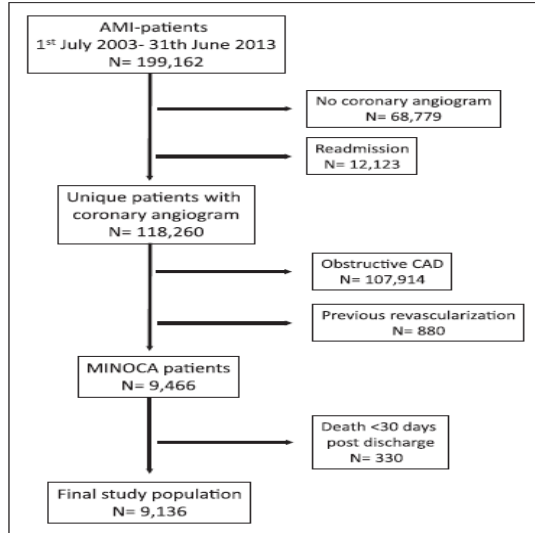 AMI-patients
1st July 2003- 31th June 2013
N= 199,162
No coronary angiogram
N= 68,779
Readmission
N= 12,123
Unique patients with
coronary angiogram
N= 118,260
Obstructive CAD
N= 107,914
Previous revascularization
N= 880
MINOCA patients
N= 9,466
Death <30 days
post discharge
N= 330
Final study population
N= 9,136